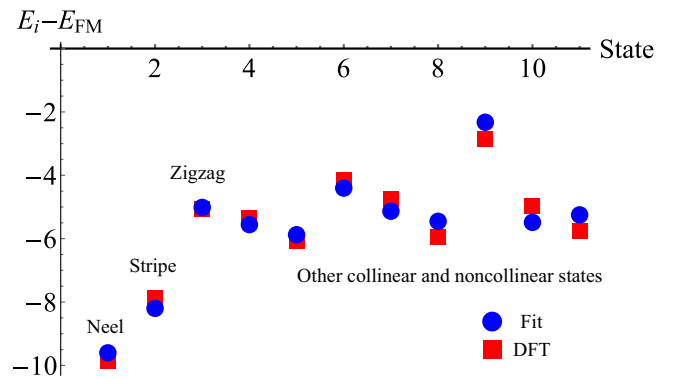 E_i−E_FM
State
2 4 6 8 10
−2
Zigzag
−4
−6
Stripe
Other collinear and noncollinear states
−8
Neel
Fit
DFT
−10